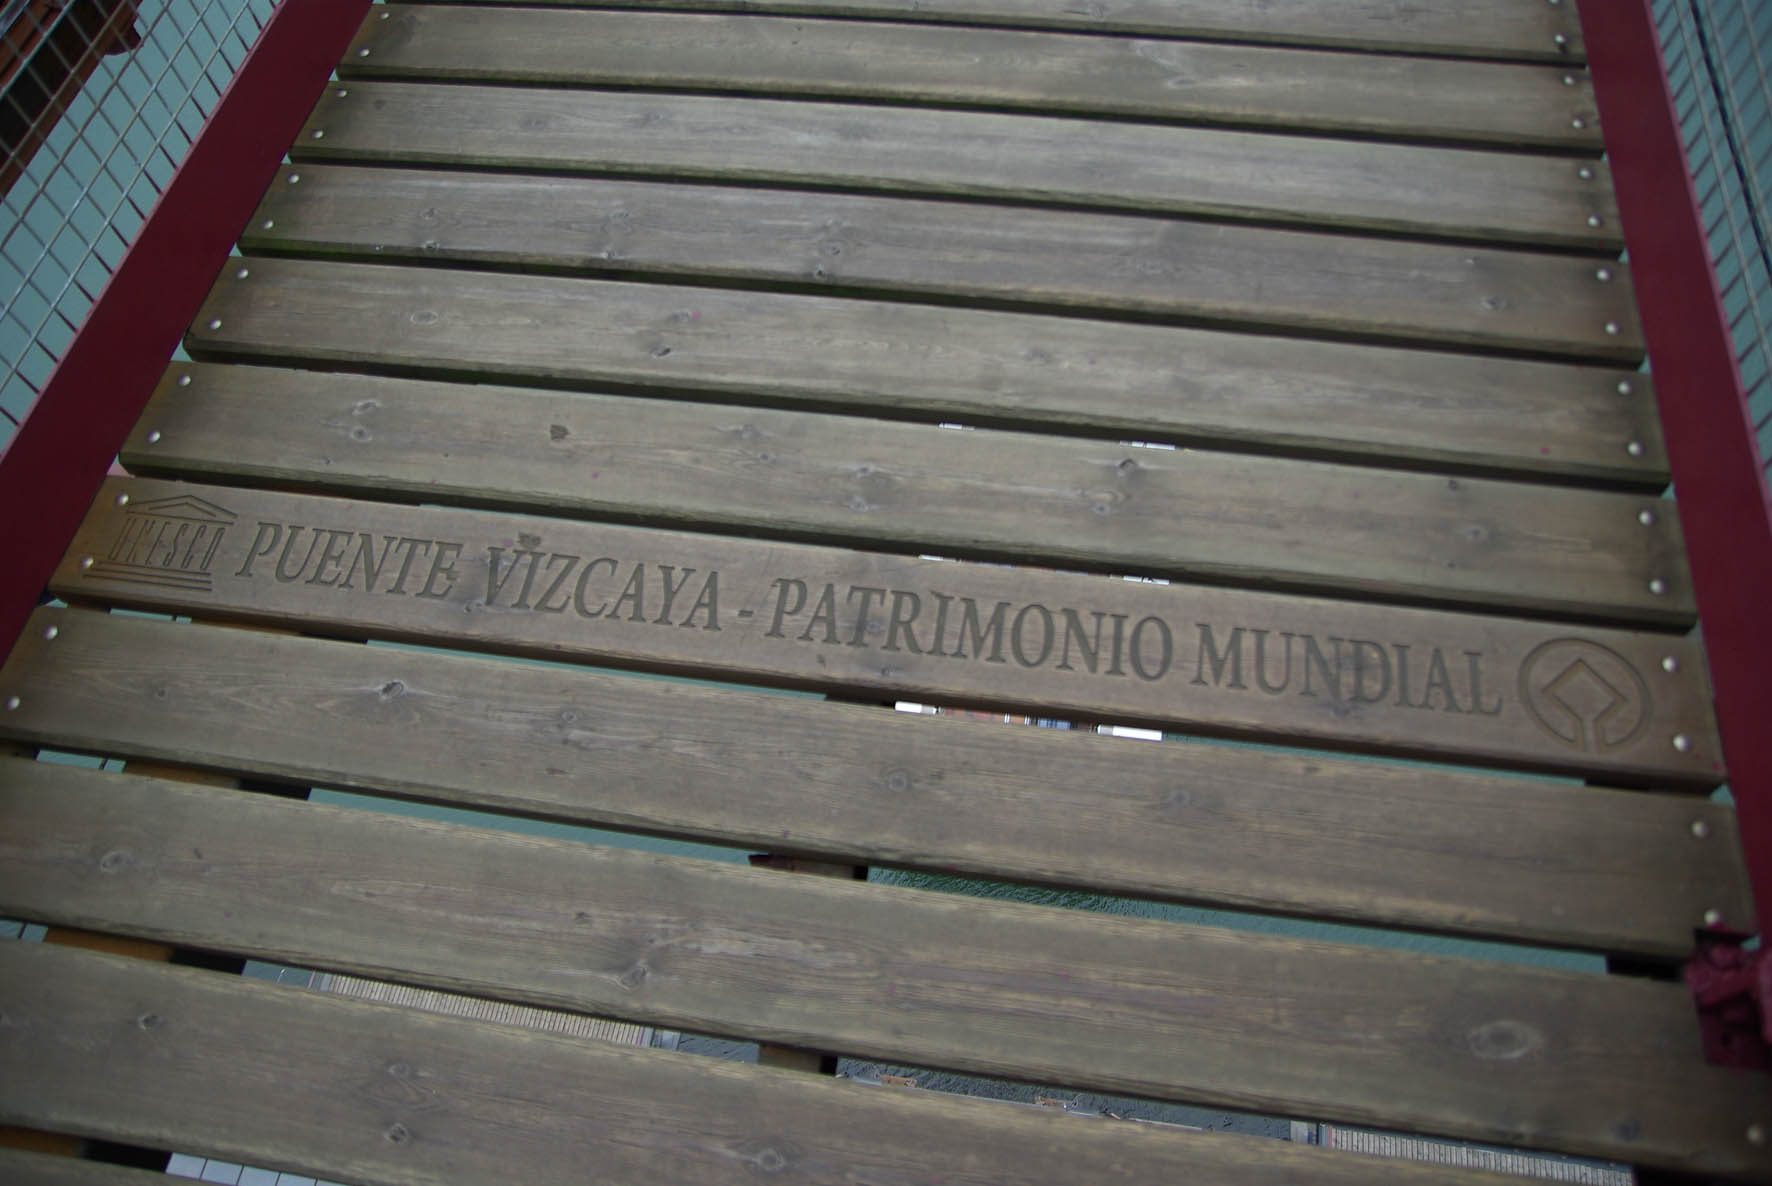 UNESCO PUENTE VIZCAYA - PATRIMONIO MUNDIAL